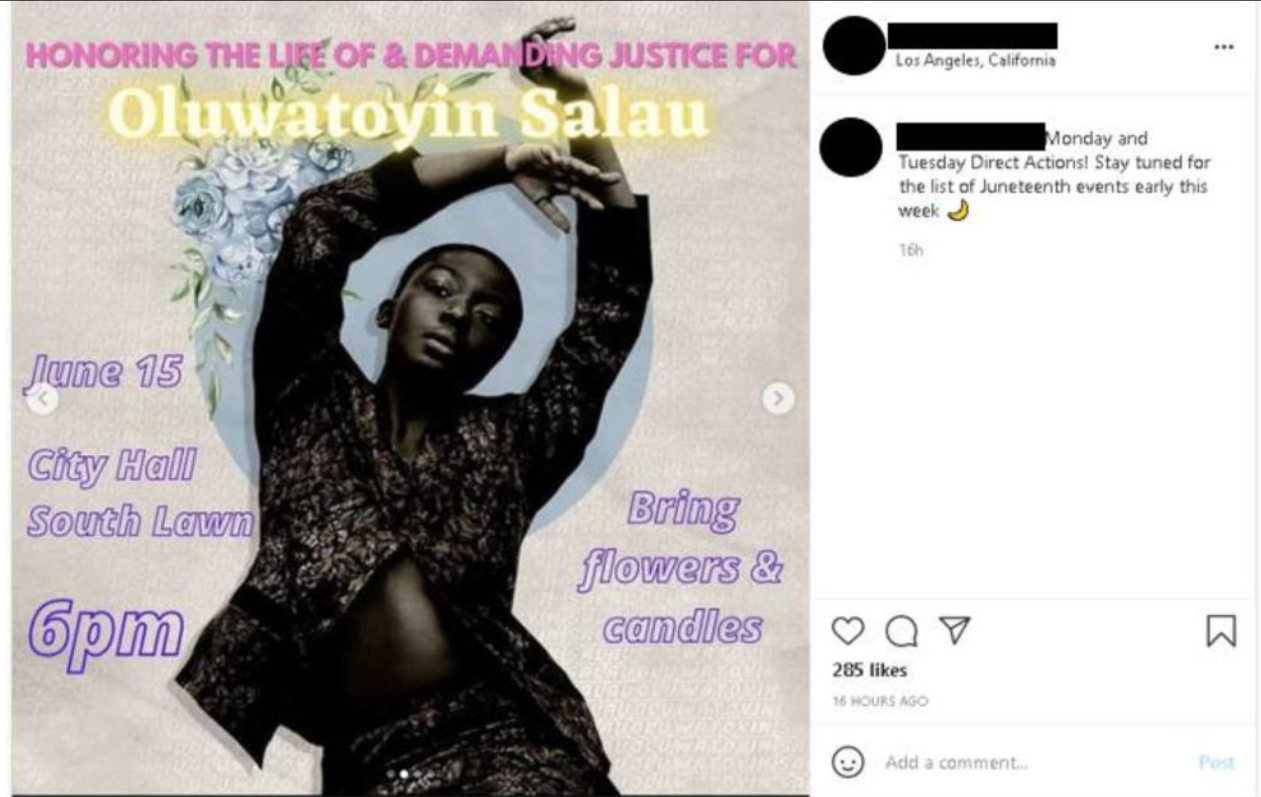 HONORING THE LIFE OF & DEMANDING JUSTICE FOR
Oluwatoyin Salau
June 15
City Hall
South Lawn
6pm
Bring
flowers &
candles
Los Angeles, California
Monday and
Tuesday Direct Actions! Stay tuned for
the list of Juneteenth events early this
week 🌙
16h
285 likes
16 HOURS AGO
Add a comment...
Post